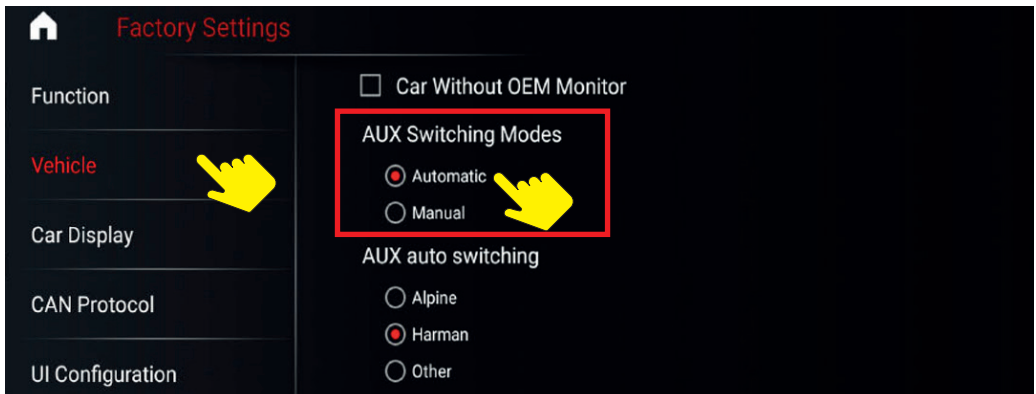 Factory Settings
Function
Vehicle
Car Display
CAN Protocol
UI Configuration
Car Without OEM Monitor
AUX Switching Modes
Automatic
Manual
AUX auto switching
Alpine
Harman
Other